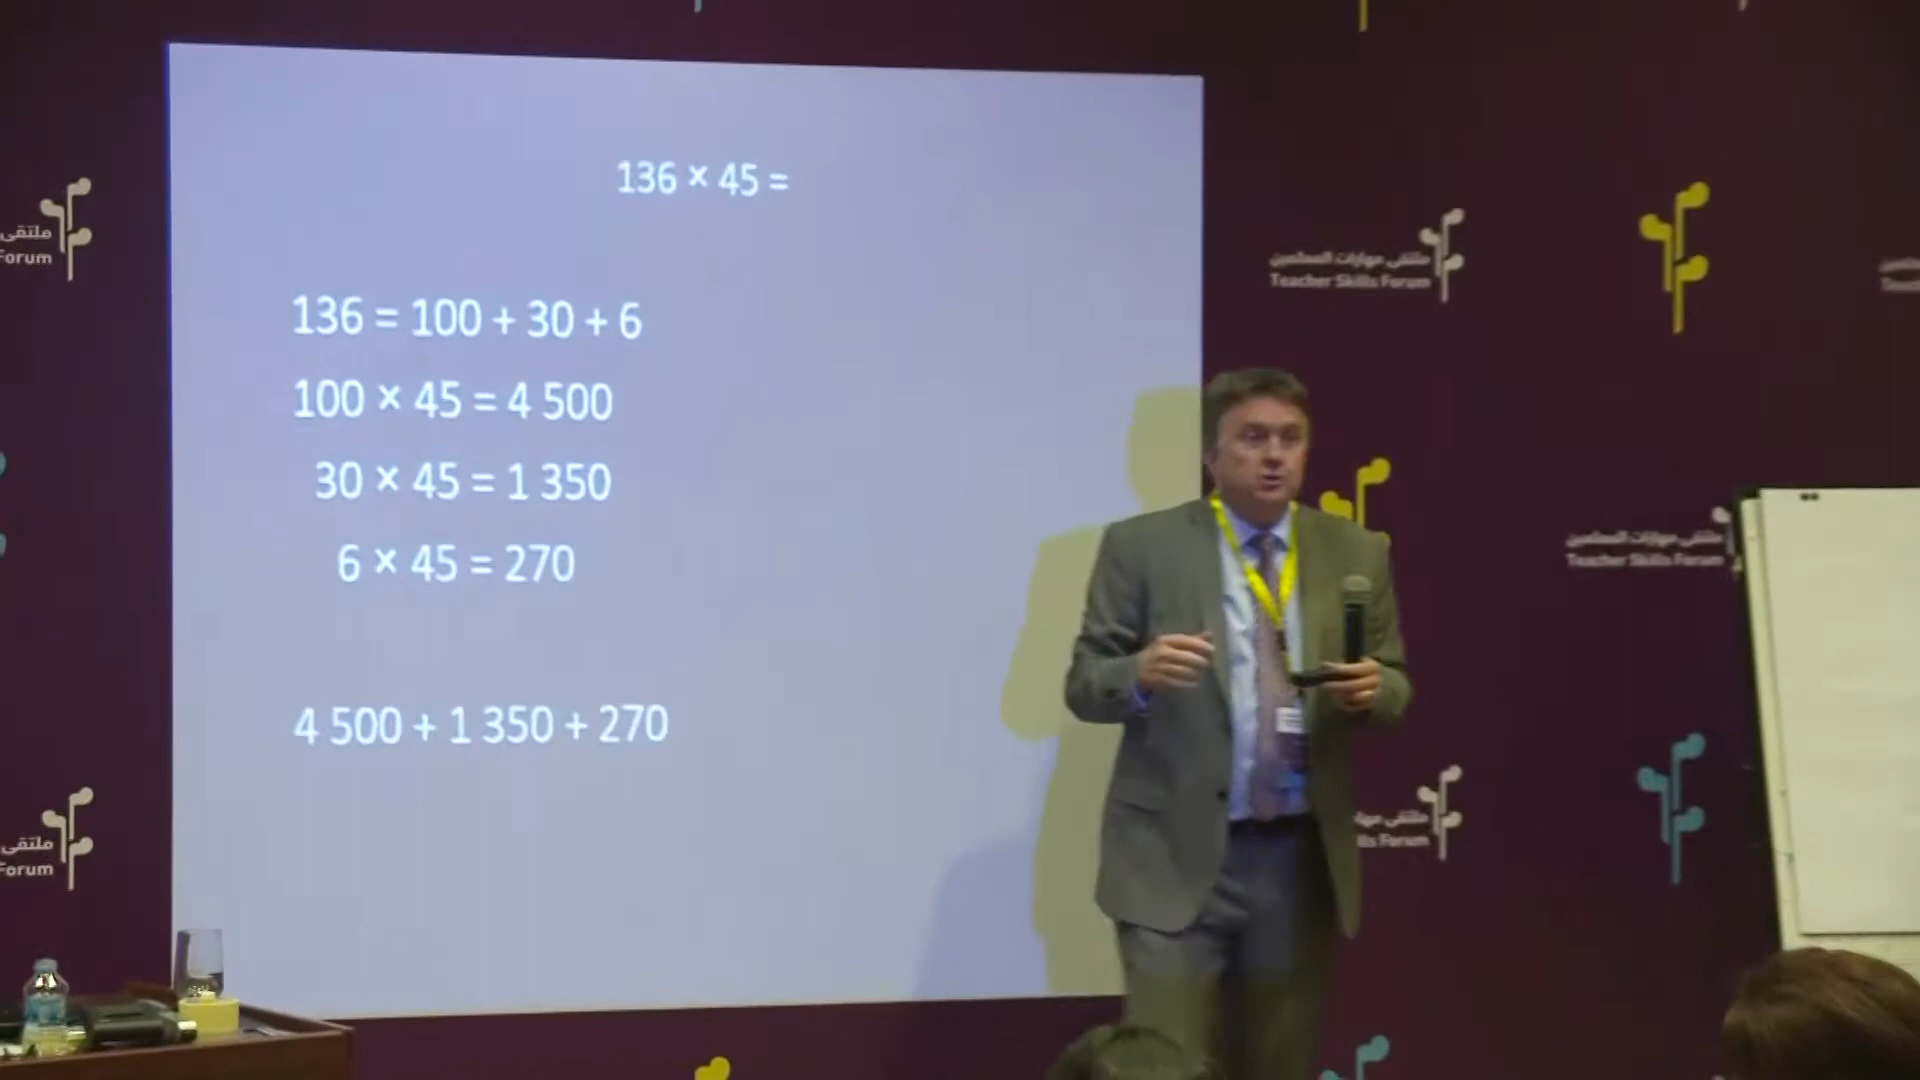 136 × 45 =
136 = 100 + 30 + 6
100 × 45 = 4 500
30 × 45 = 1 350
6 × 45 = 270
4 500 + 1 350 + 270
ملتقى
Forum
ملتقى مهارات المعلمين
Teacher Skills Forum
ملتقى مهارات المعلمين
Teacher Skills Forum
ملتقى
Forum
Forum